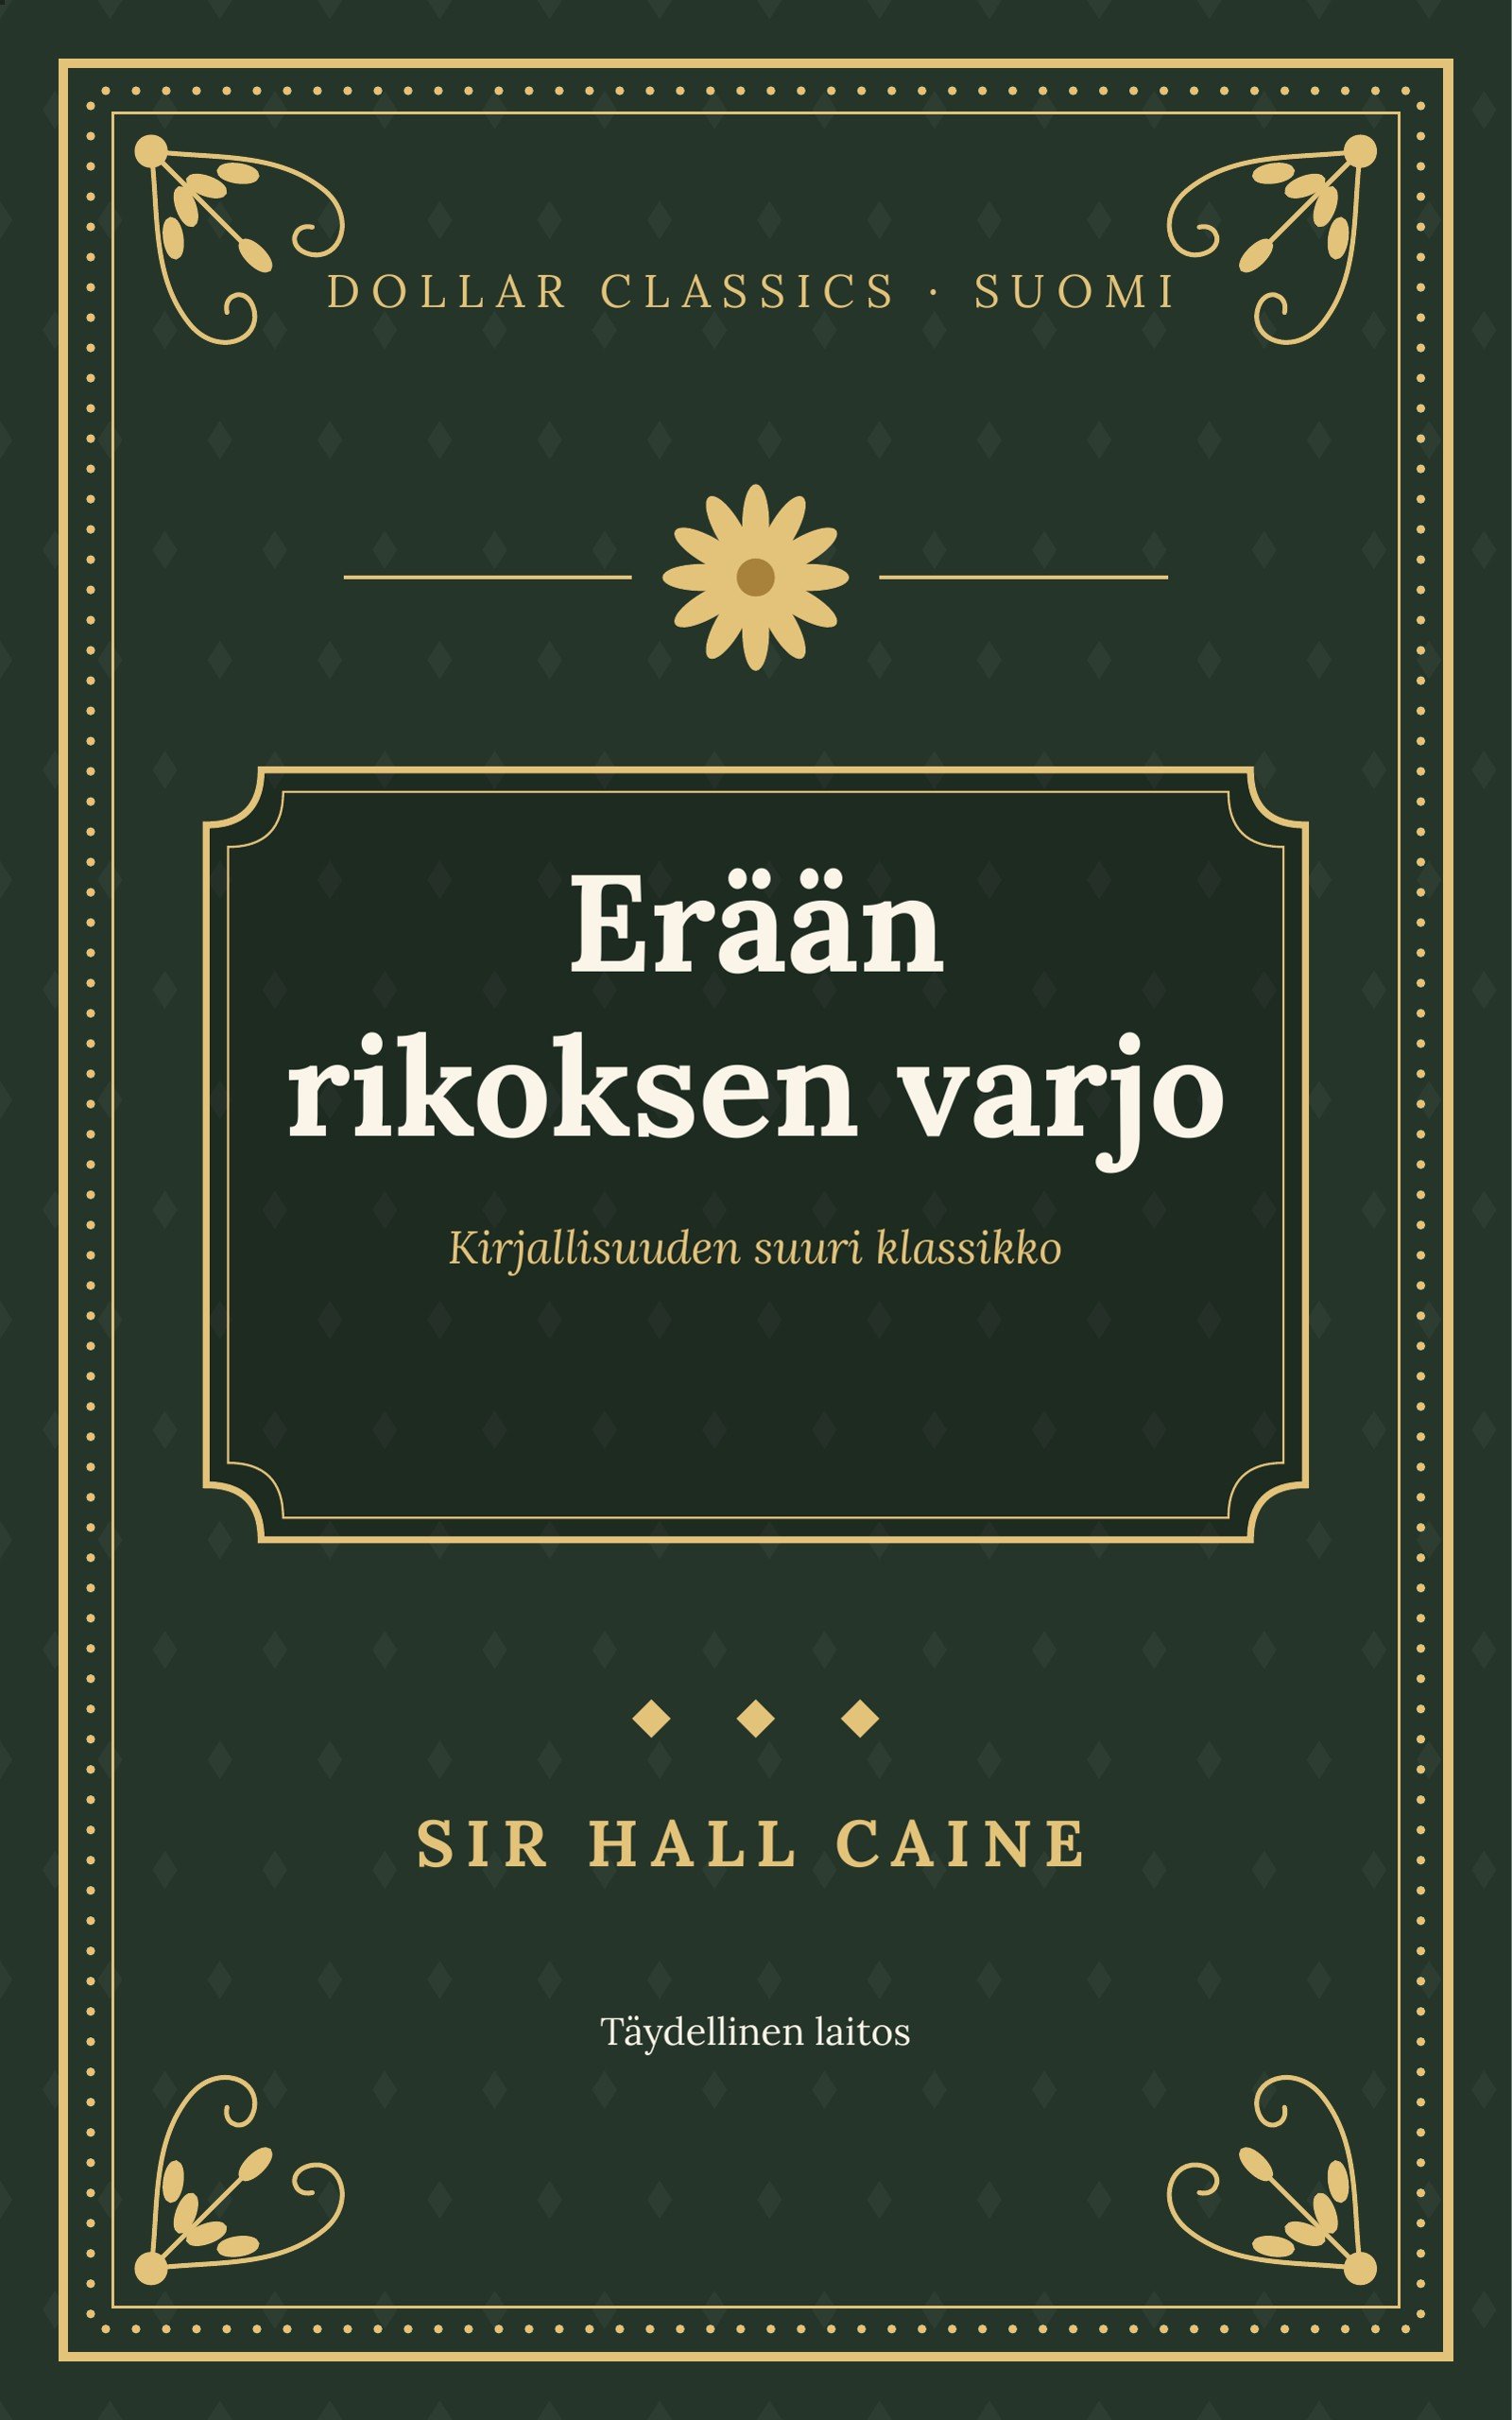 DOLLAR CLASSICS · SUOMI
Erään
rikoksen varjo
Kirjallisuuden suuri klassikko
SIR HALL CAINE
Täydellinen laitos